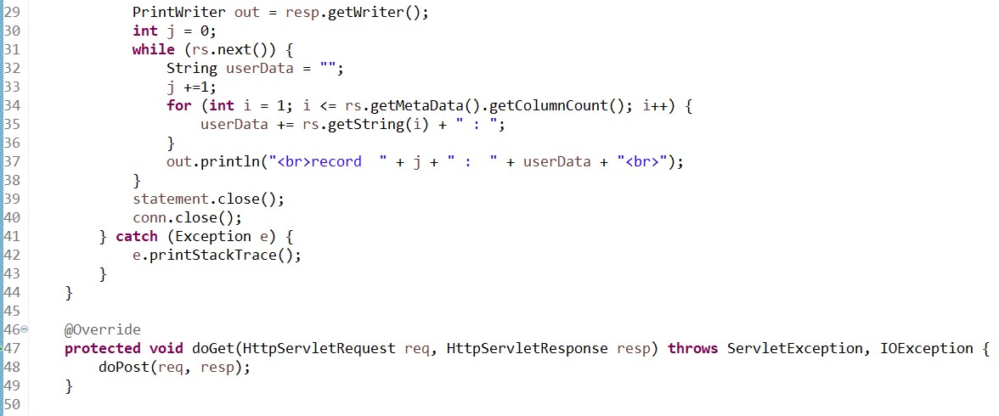 29            PrintWriter out = resp.getWriter();
30            int j = 0;
31            while (rs.next()) {
32                String userData = "";
33                j +=1;
34                for (int i = 1; i <= rs.getMetaData().getColumnCount(); i++) {
35                    userData += rs.getString(i) + " : ";
36                }
37                out.println("<br>record  " + j + " :  " + userData + "<br>");
38            }
39            statement.close();
40            conn.close();
41        } catch (Exception e) {
42            e.printStackTrace();
43        }
44    }
45
46    @Override
47    protected void doGet(HttpServletRequest req, HttpServletResponse resp) throws ServletException, IOException {
48        doPost(req, resp);
49    }
50